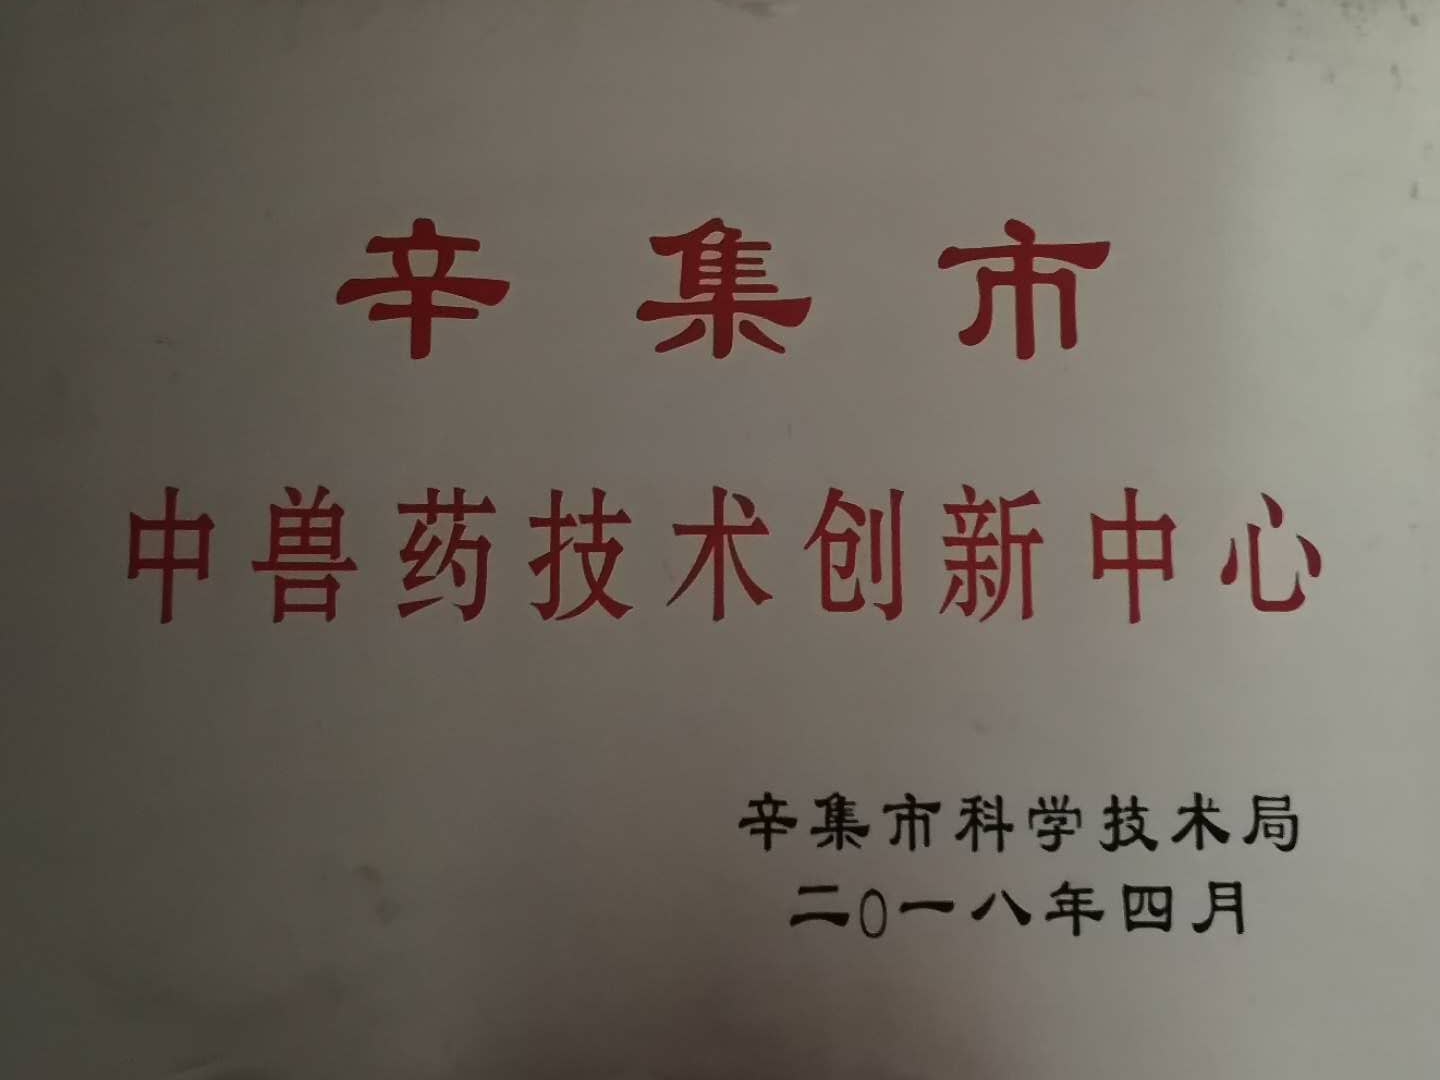 辛集市
中兽药技术创新中心
辛集市科学技术局
二0一八年四月